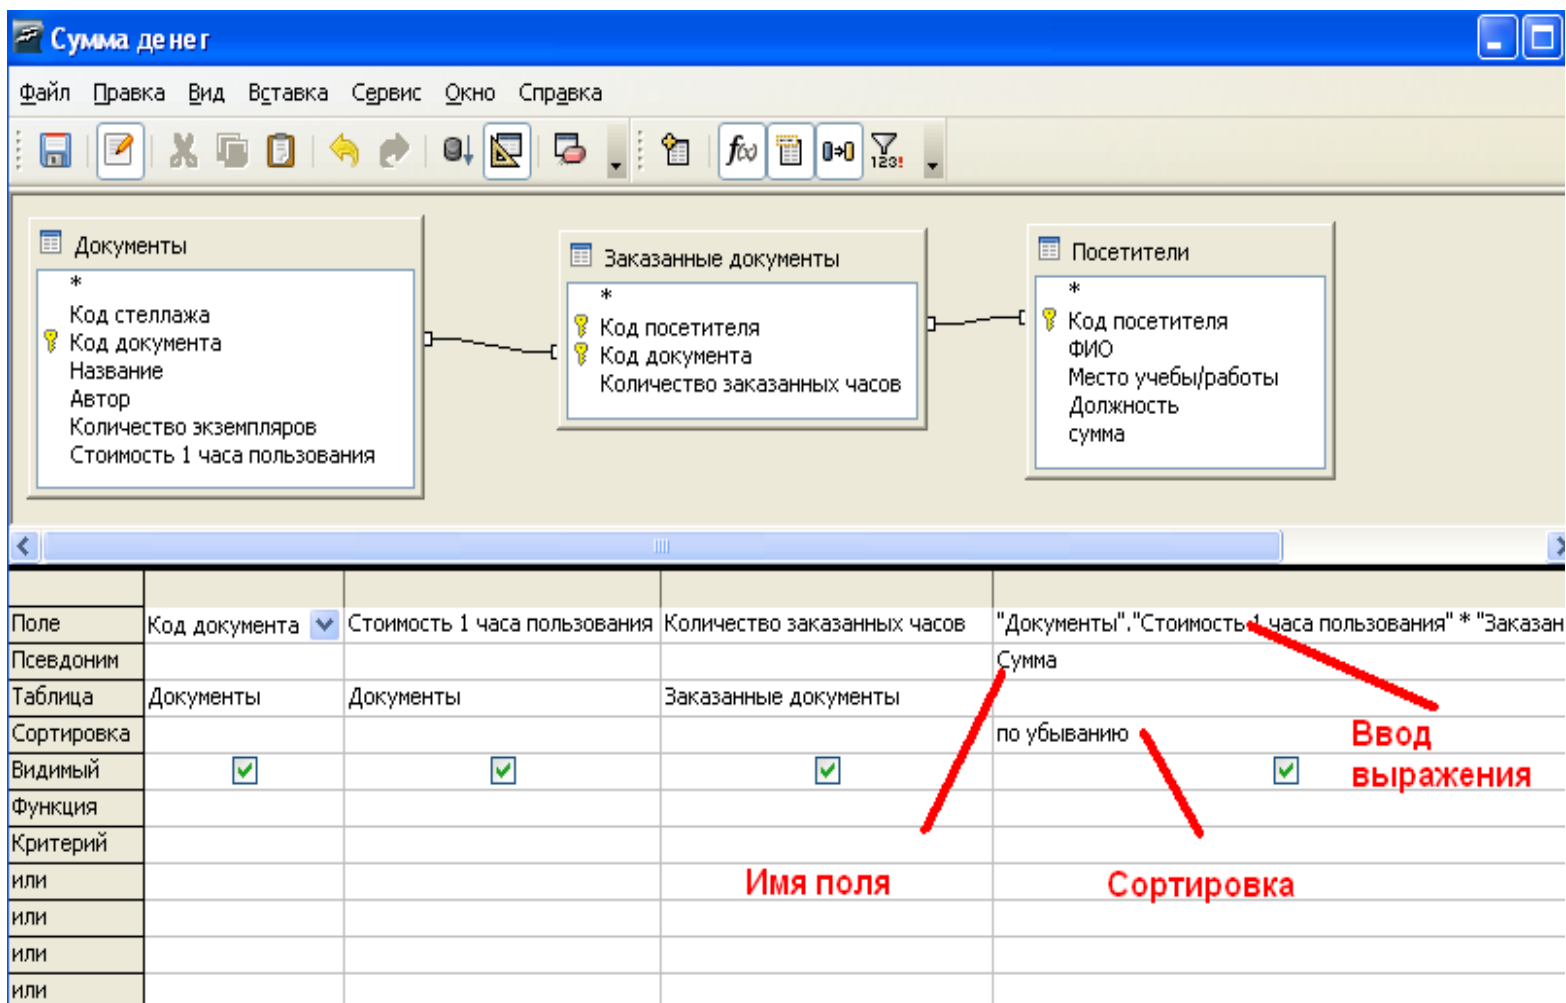 Сумма денег
Файл Правка Вид Вставка Сервис Окно Справка
f(x) 123!
Документы
*
Код стеллажа
Код документа
Название
Автор
Количество экземпляров
Стоимость 1 часа пользования
Заказанные документы
*
Код посетителя
Код документа
Количество заказанных часов
Посетители
*
Код посетителя
ФИО
Место учебы/работы
Должность
сумма
Поле Код документа Стоимость 1 часа пользования Количество заказанных часов "Документы"."Стоимость 1 часа пользования" * "Заказан
Псевдоним Сумма
Таблица Документы Документы Заказанные документы
Сортировка по убыванию
Видимый
Функция
Критерий
или
или
или
или
Ввод
выражения
Имя поля
Сортировка